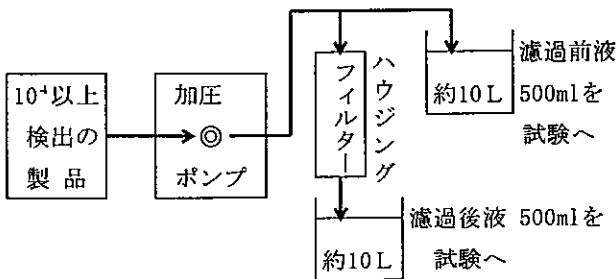 10⁴以上
検出の
製品
加圧
◎
ポンプ
フィルター
ハウジング
約10L
濾過前液
500mlを
試験へ
約10L
濾過後液 500mlを
試験へ